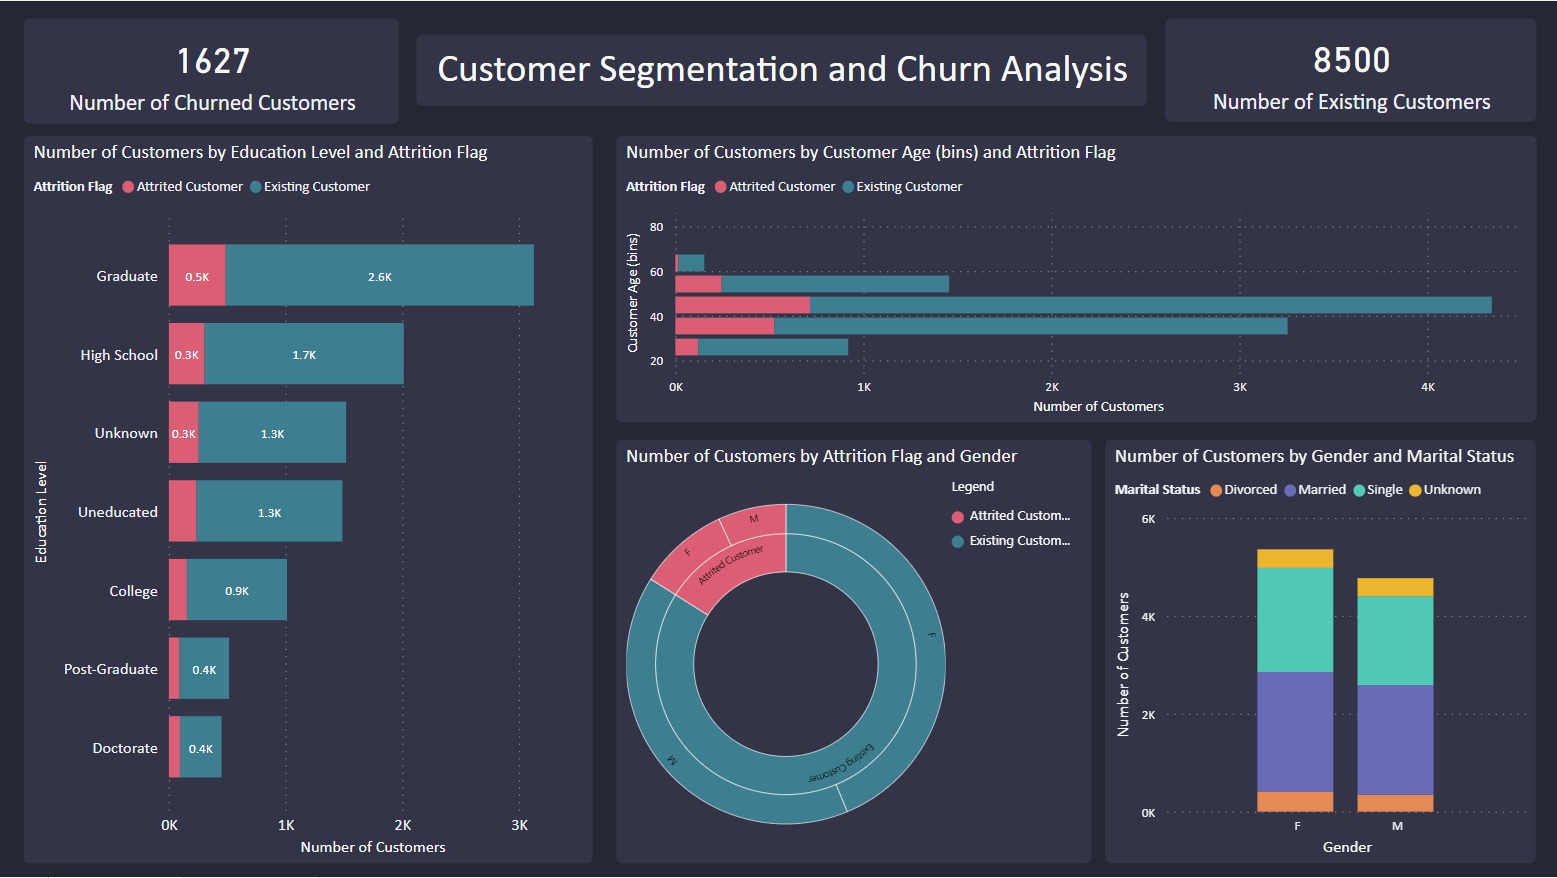 1627
Number of Churned Customers
Customer Segmentation and Churn Analysis
8500
Number of Existing Customers
Number of Customers by Education Level and Attrition Flag
Attrition Flag Attrited Customer Existing Customer
Education Level
Graduate 0.5K 2.6K
High School 0.3K 1.7K
Unknown 0.3K 1.3K
Uneducated 1.3K
College 0.9K
Post-Graduate 0.4K
Doctorate 0.4K
0K 1K 2K 3K
Number of Customers
Number of Customers by Customer Age (bins) and Attrition Flag
Attrition Flag Attrited Customer Existing Customer
Customer Age (bins)
80
60
40
20
0K 1K 2K 3K 4K
Number of Customers
Number of Customers by Attrition Flag and Gender
Legend
Attrited Custom...
Existing Custom...
M
F
Attrited Customer
F
M
Existing Customer
Number of Customers by Gender and Marital Status
Marital Status Divorced Married Single Unknown
Number of Customers
6K
4K
2K
0K
F M
Gender